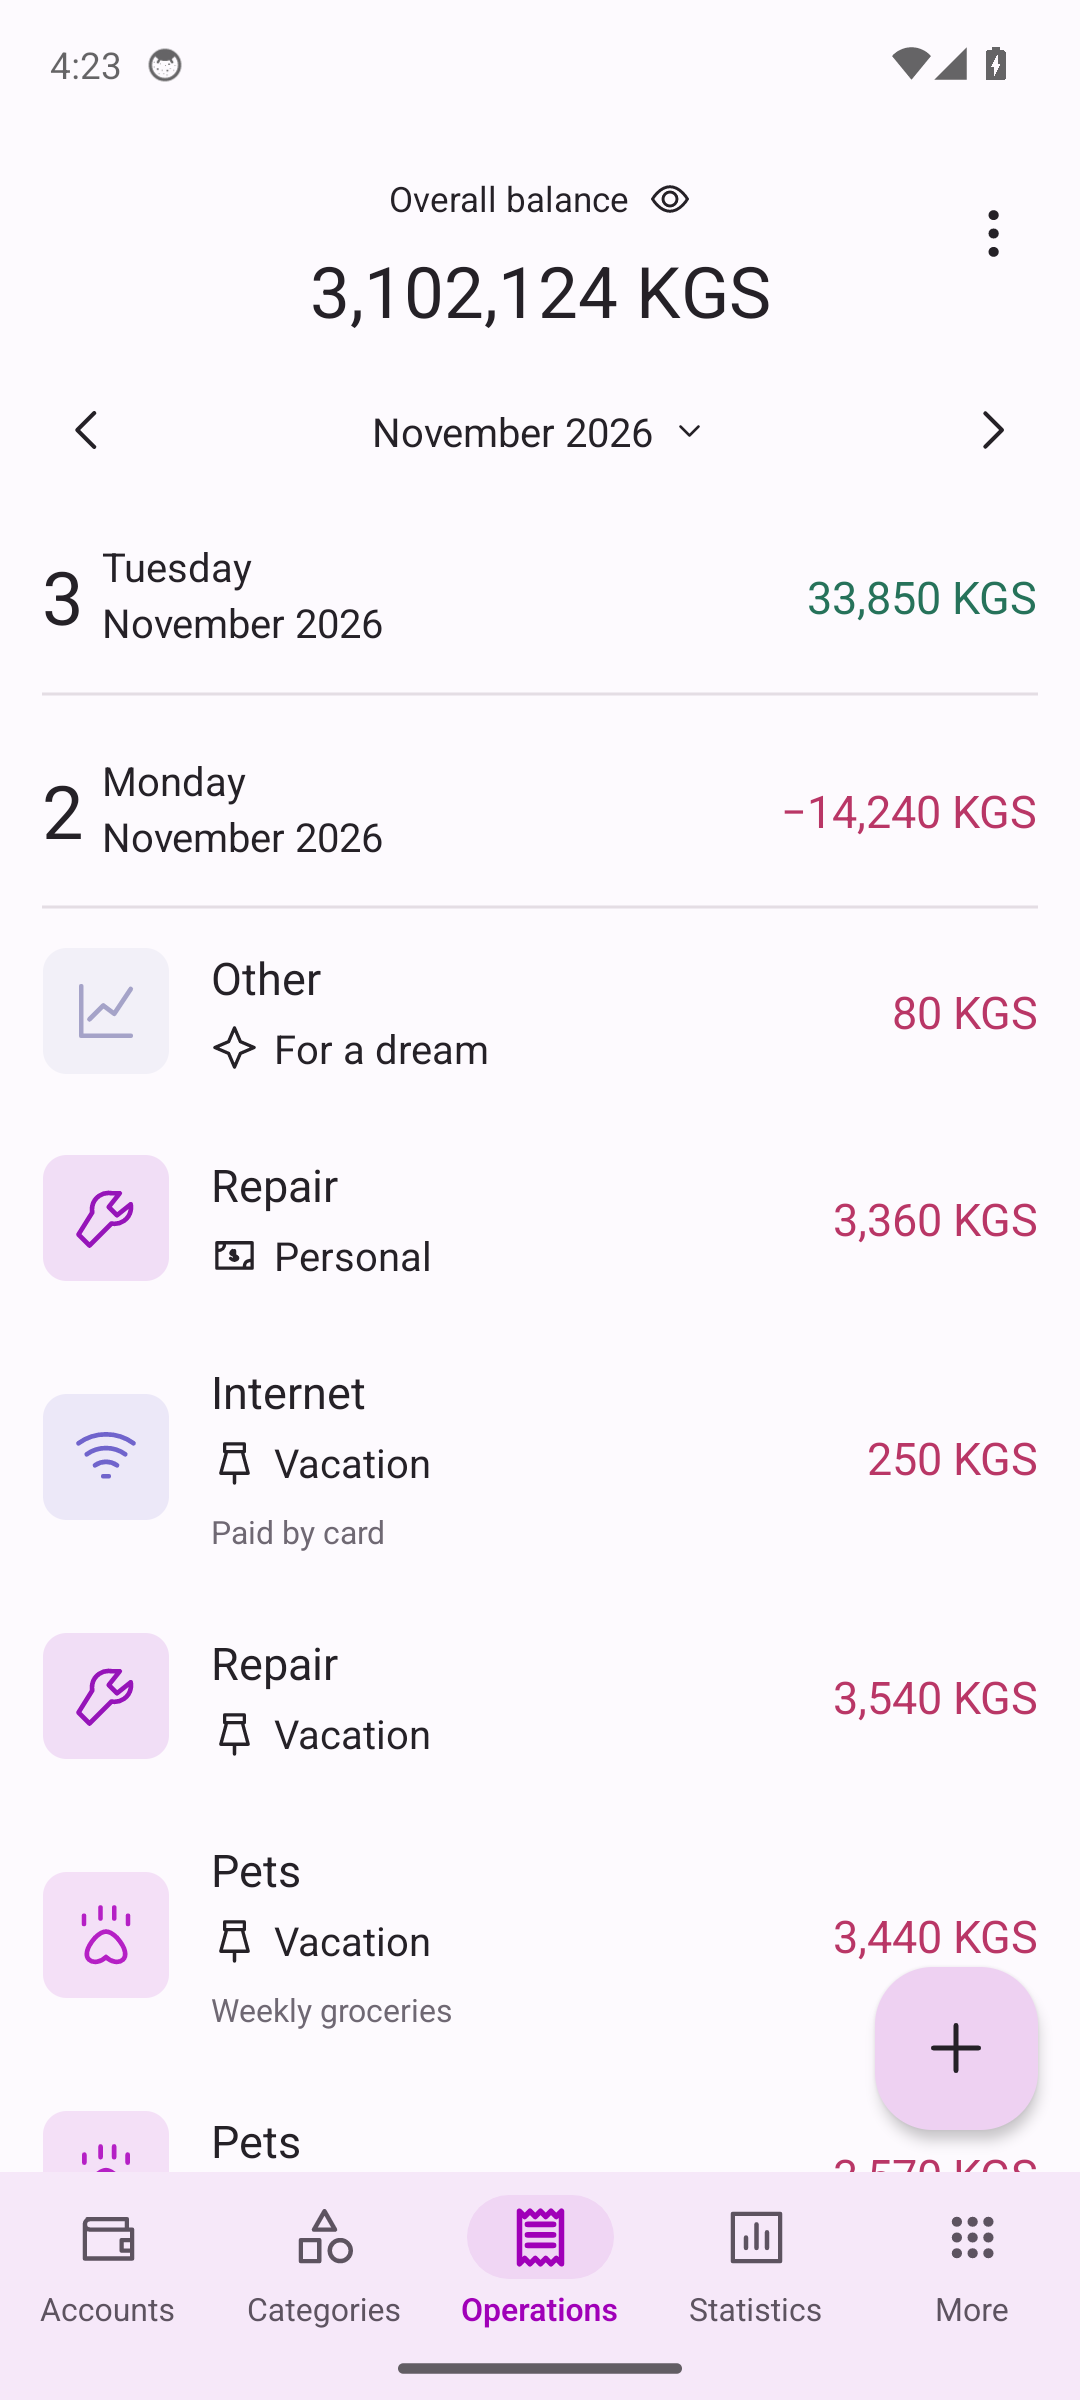 4:23
Overall balance
3,102,124 KGS
November 2026
3
Tuesday
November 2026
33,850 KGS
2
Monday
November 2026
−14,240 KGS
Other
For a dream
80 KGS
Repair
Personal
3,360 KGS
Internet
Vacation
Paid by card
250 KGS
Repair
Vacation
3,540 KGS
Pets
Vacation
Weekly groceries
3,440 KGS
Pets
Accounts
Categories
Operations
Statistics
More